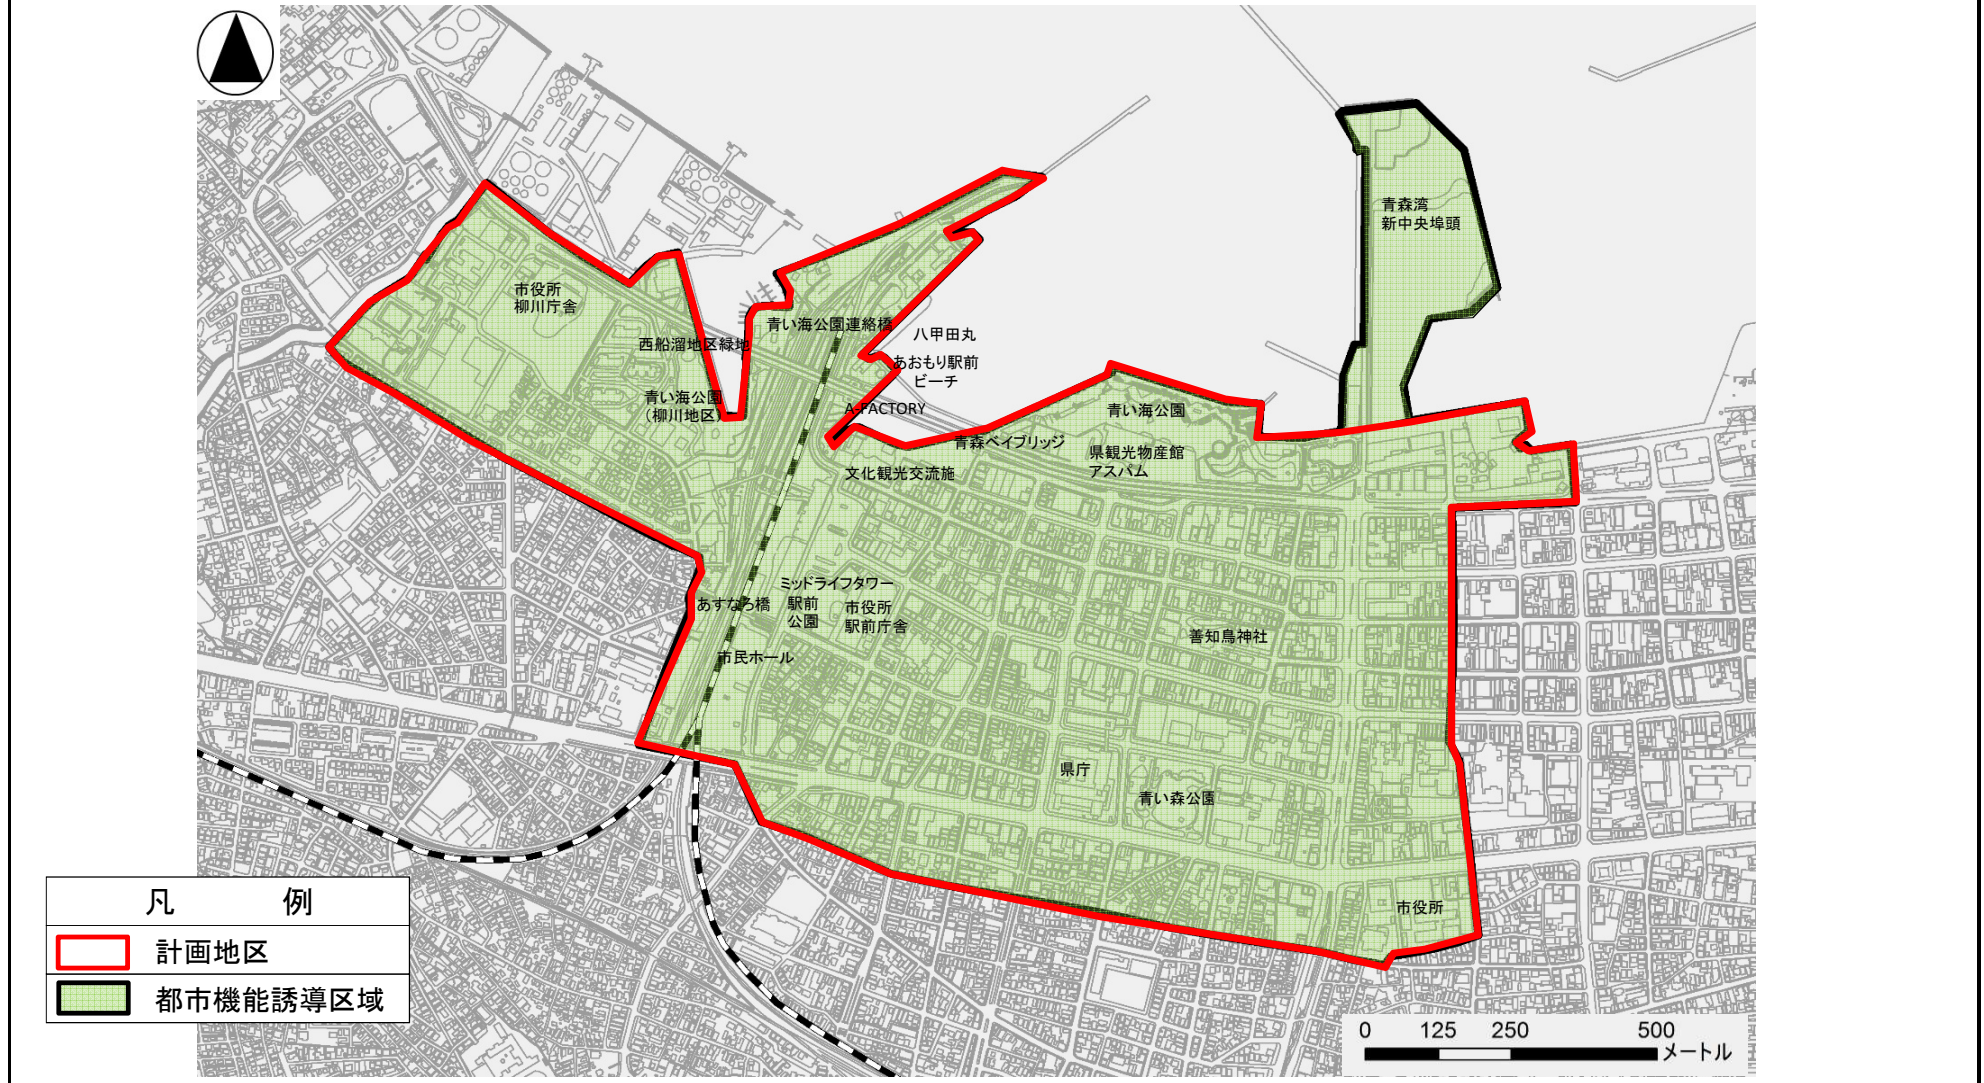 青森湾
新中央埠頭
市役所
柳川庁舎
青い海公園連絡橋
八甲田丸
西船溜地区緑地
あおもり駅前
ビーチ
青い海公園
(柳川地区)
A-FACTORY
青い海公園
青森ベイブリッジ
県観光物産館
アスパム
文化観光交流施
ミッドライフタワー
あすなろ橋
駅前
公園
市役所
駅前庁舎
善知鳥神社
市民ホール
県庁
青い森公園
市役所
凡 例
計画地区
都市機能誘導区域
0 125 250 500
メートル